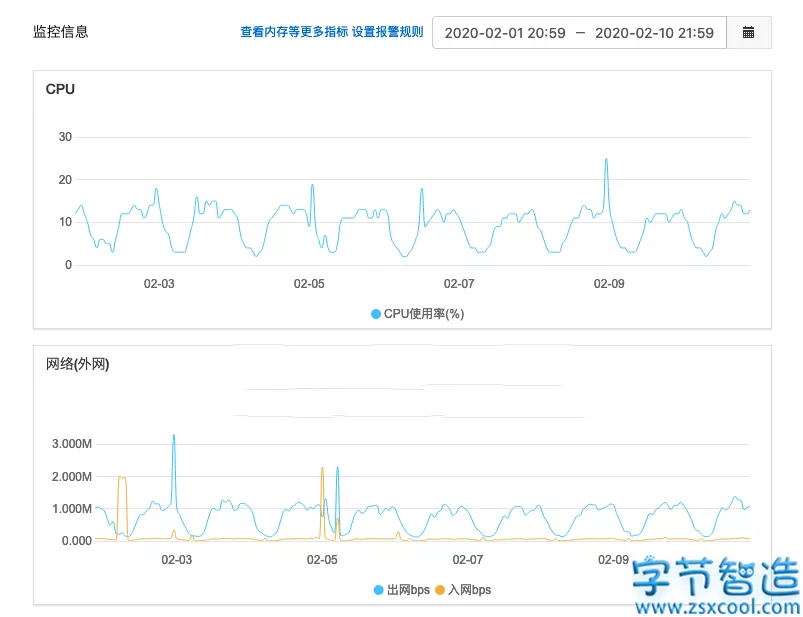 监控信息 查看内存等更多指标 设置报警规则 2020-02-01 20:59 – 2020-02-10 21:59
CPU
30
20
10
0
02-03 02-05 02-07 02-09
CPU使用率(%)
网络(外网)
3.000M
2.000M
1.000M
0.000
02-03 02-05 02-07 02-09
出网bps 入网bps
字节智造
www.zsxcool.com